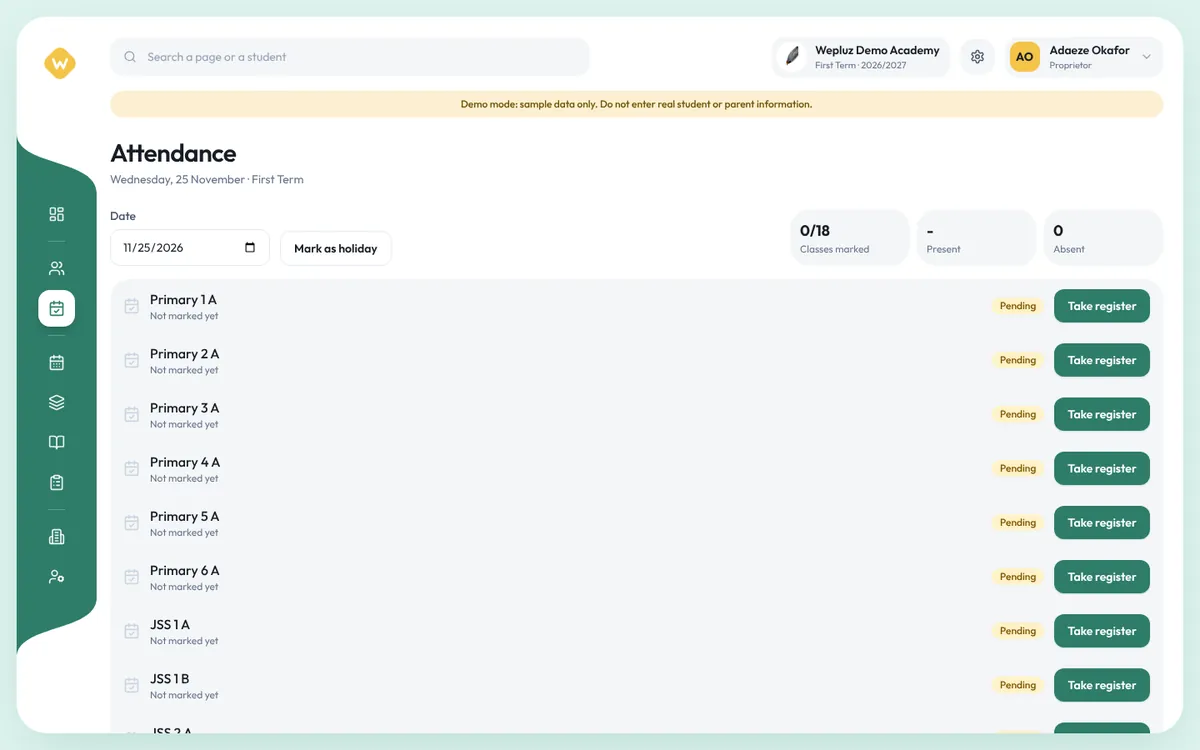 W
Search a page or a student
Wepluz Demo Academy
First Term · 2026/2027
AO
Adaeze Okafor
Proprietor
Demo mode: sample data only. Do not enter real student or parent information.
Attendance
Wednesday, 25 November · First Term
Date
11/25/2026
Mark as holiday
0/18
Classes marked
-
Present
0
Absent
Primary 1 A
Not marked yet
Pending
Take register
Primary 2 A
Not marked yet
Pending
Take register
Primary 3 A
Not marked yet
Pending
Take register
Primary 4 A
Not marked yet
Pending
Take register
Primary 5 A
Not marked yet
Pending
Take register
Primary 6 A
Not marked yet
Pending
Take register
JSS 1 A
Not marked yet
Pending
Take register
JSS 1 B
Not marked yet
Pending
Take register
JSS 2 A